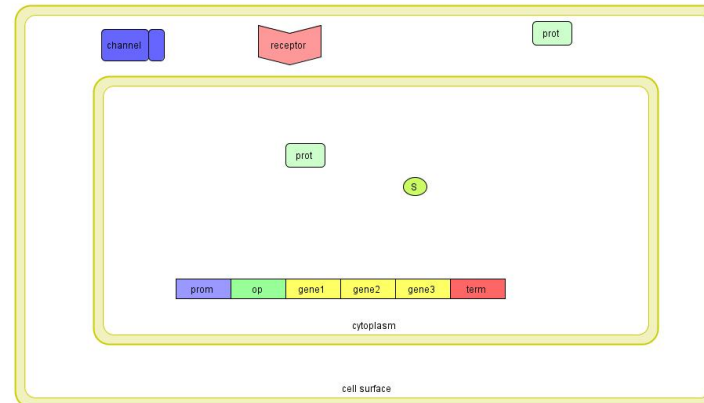 channel
receptor
prot
prot
S
prom op gene1 gene2 gene3 term
cytoplasm
cell surface